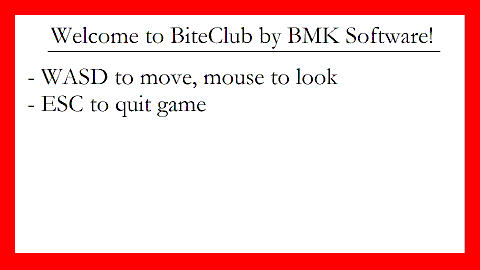 Welcome to BiteClub by BMK Software!
- WASD to move, mouse to look
- ESC to quit game